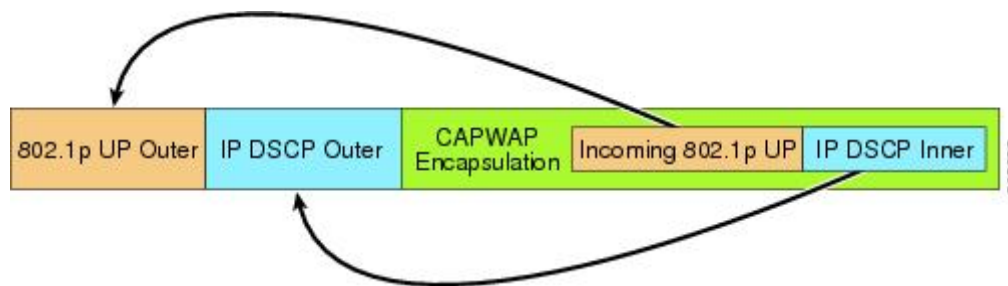 802.1p UP Outer
IP DSCP Outer
CAPWAP
Encapsulation
Incoming 802.1p UP
IP DSCP Inner